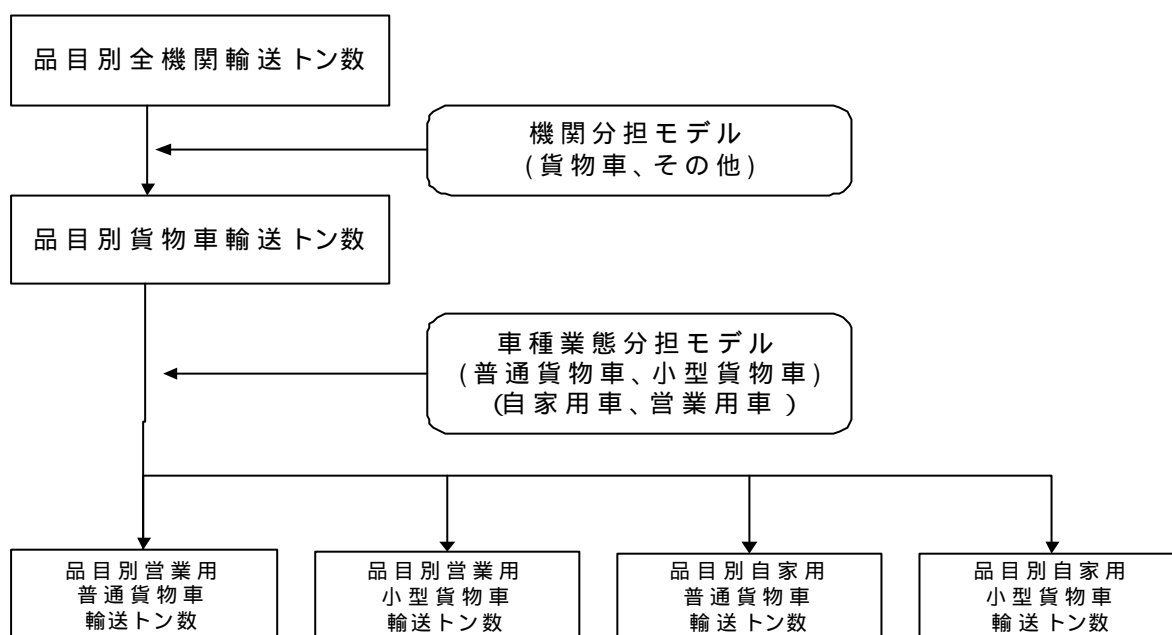 品目別全機関輸送トン数
機関分担モデル
(貨物車、その他)
品目別貨物車輸送トン数
車種業態分担モデル
(普通貨物車、小型貨物車)
(自家用車、営業用車)
品目別営業用
普通貨物車
輸送トン数
品目別営業用
小型貨物車
輸送トン数
品目別自家用
普通貨物車
輸送トン数
品目別自家用
小型貨物車
輸送トン数